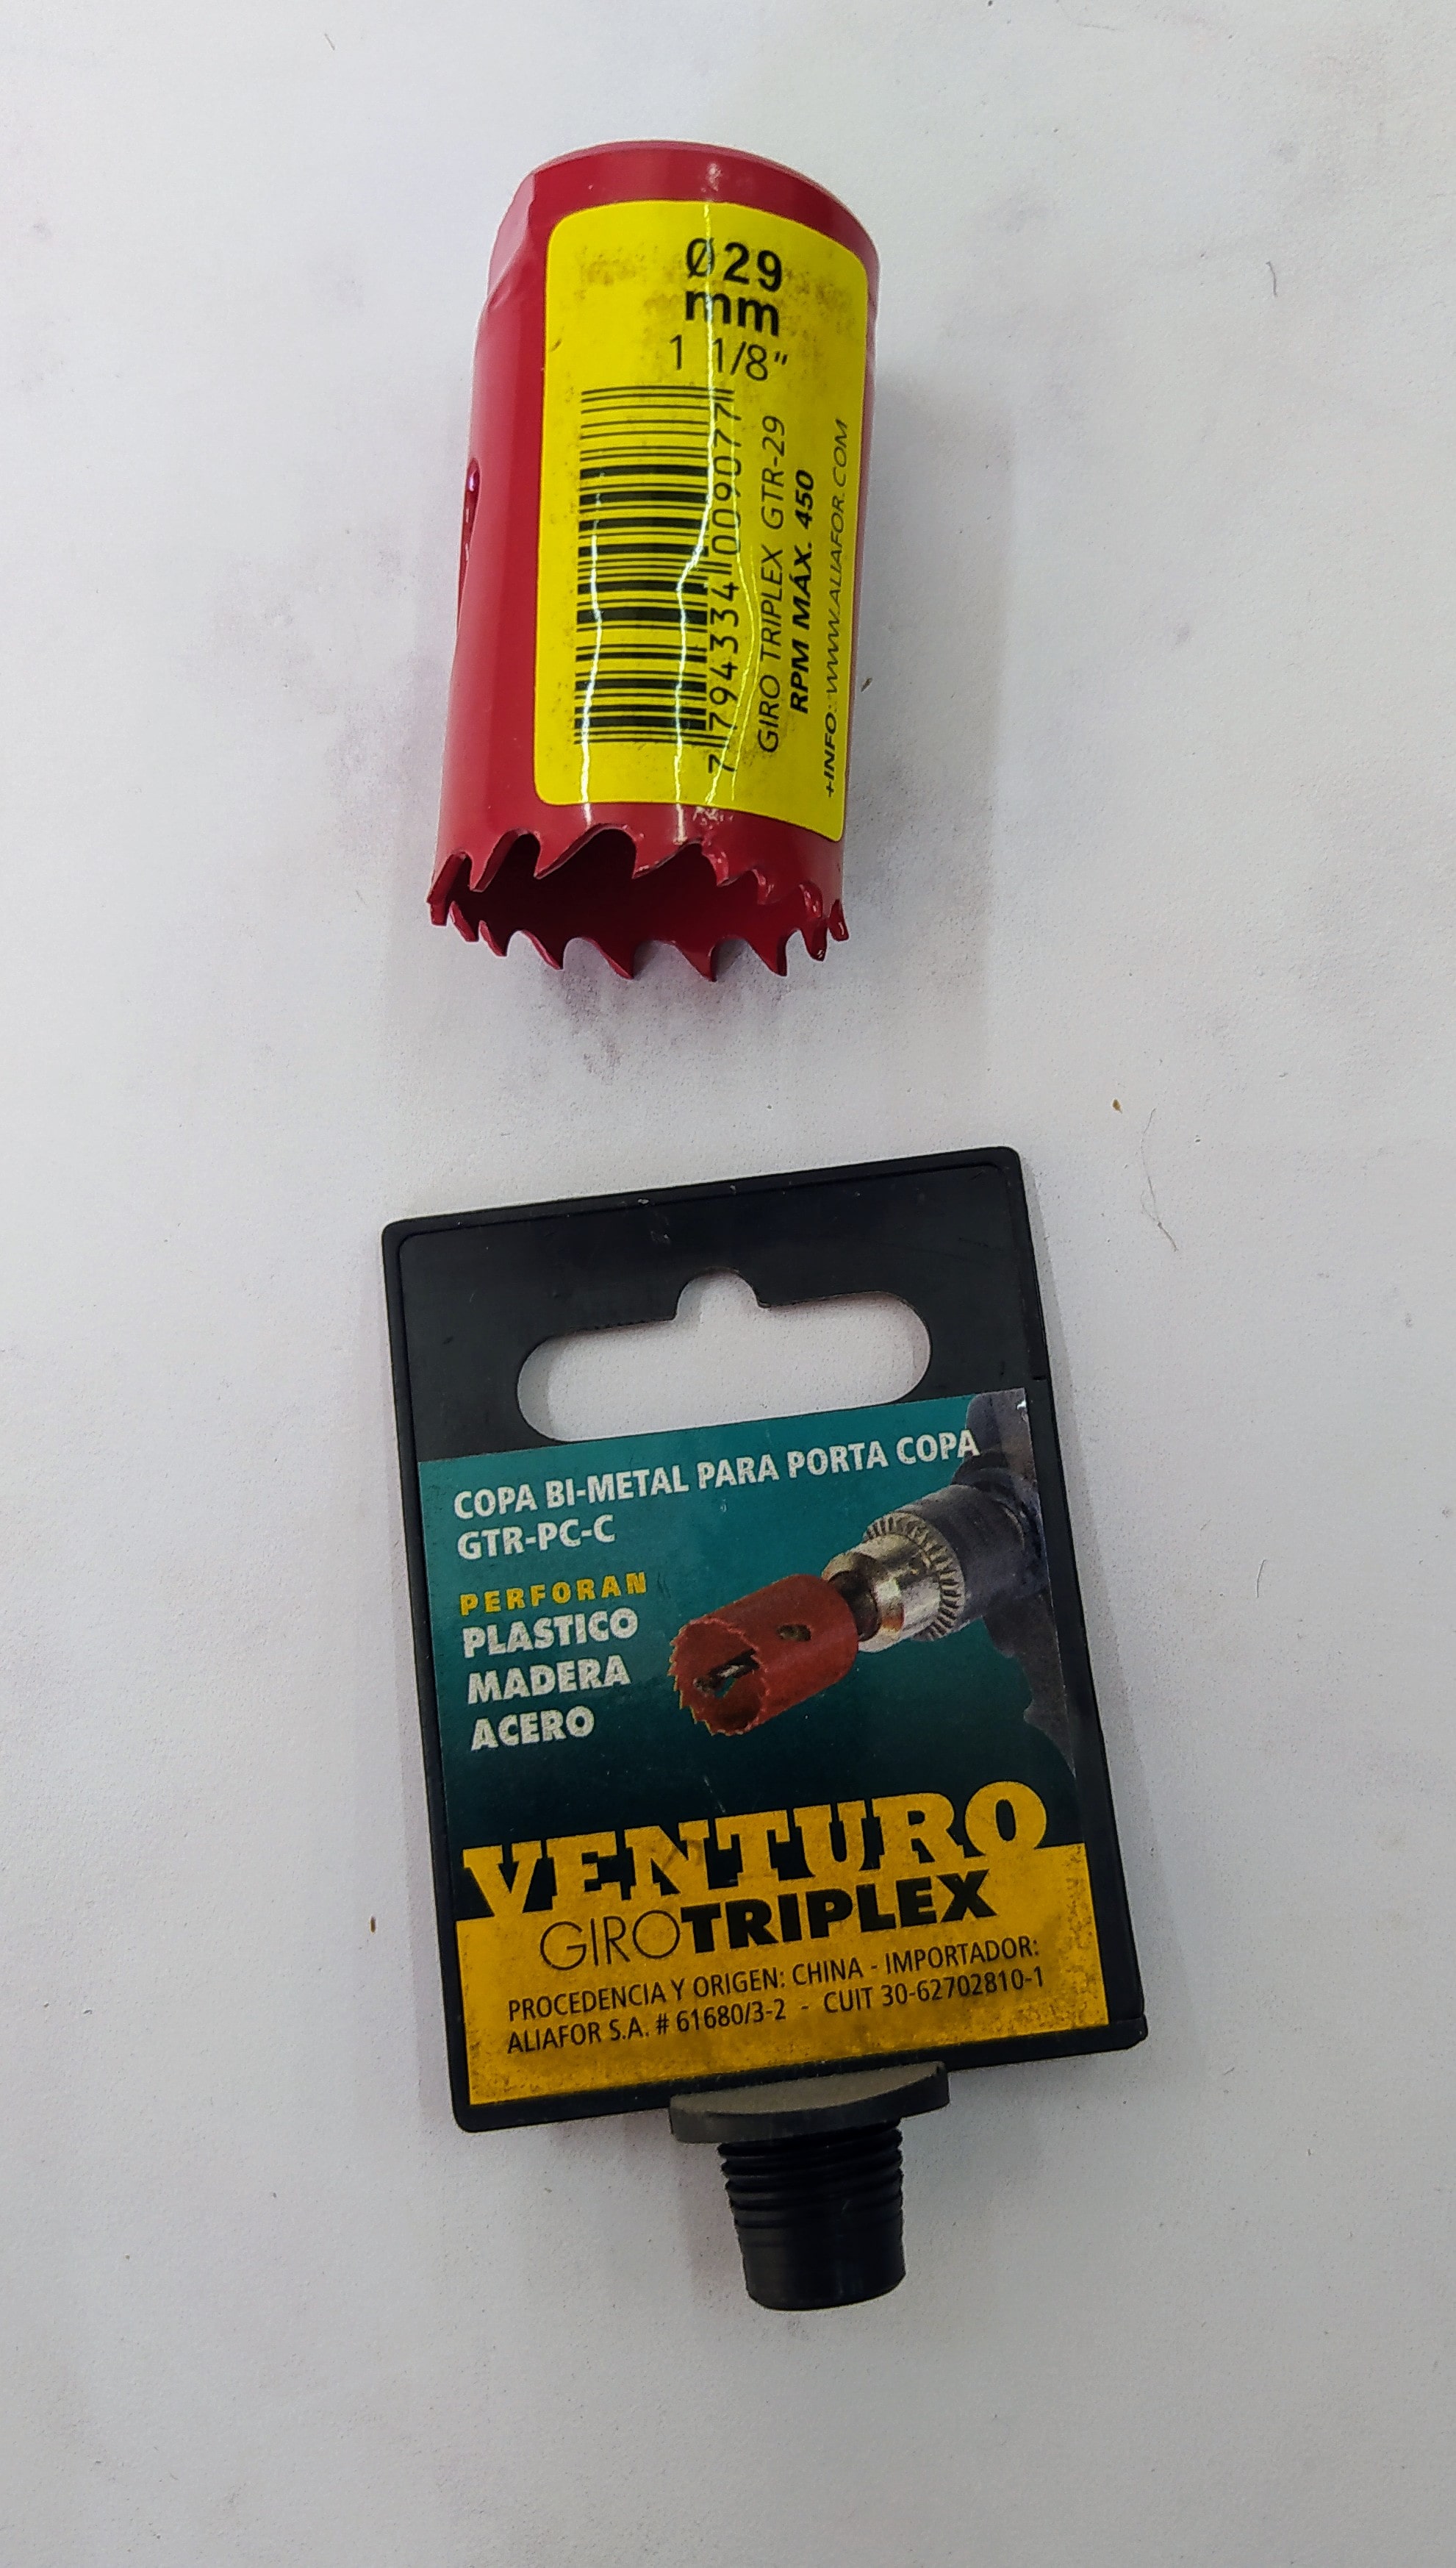 Ø29
mm
1 1/8"
7 794334 009077
GIRO TRIPLEX GTR-29
RPM MÁX. 450
+INFO: WWW.ALIAFOR.COM
COPA BI-METAL PARA PORTA COPA
GTR-PC-C
PERFORAN
PLASTICO
MADERA
ACERO
VENTURO
GIROTRIPLEX
PROCEDENCIA Y ORIGEN: CHINA - IMPORTADOR:
ALIAFOR S.A. # 61680/3-2 - CUIT 30-62702810-1